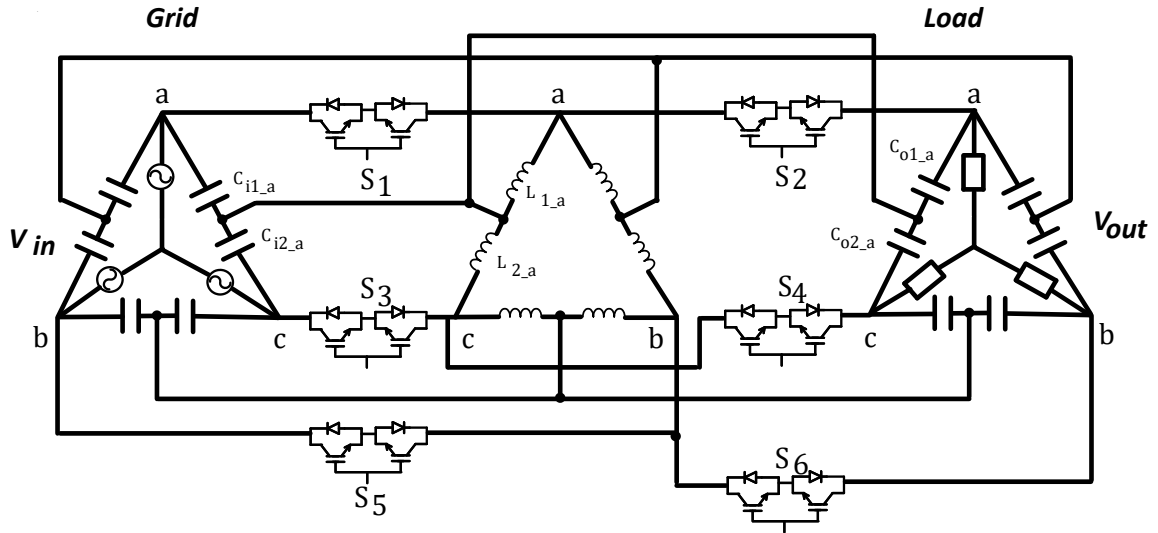 Grid
Load
a
a
a
S1
S2
Ci1_a
Ci2_a
L1_a
L2_a
Co1_a
Co2_a
Vin
Vout
S3
S4
b
c
c
b
c
b
S5
S6